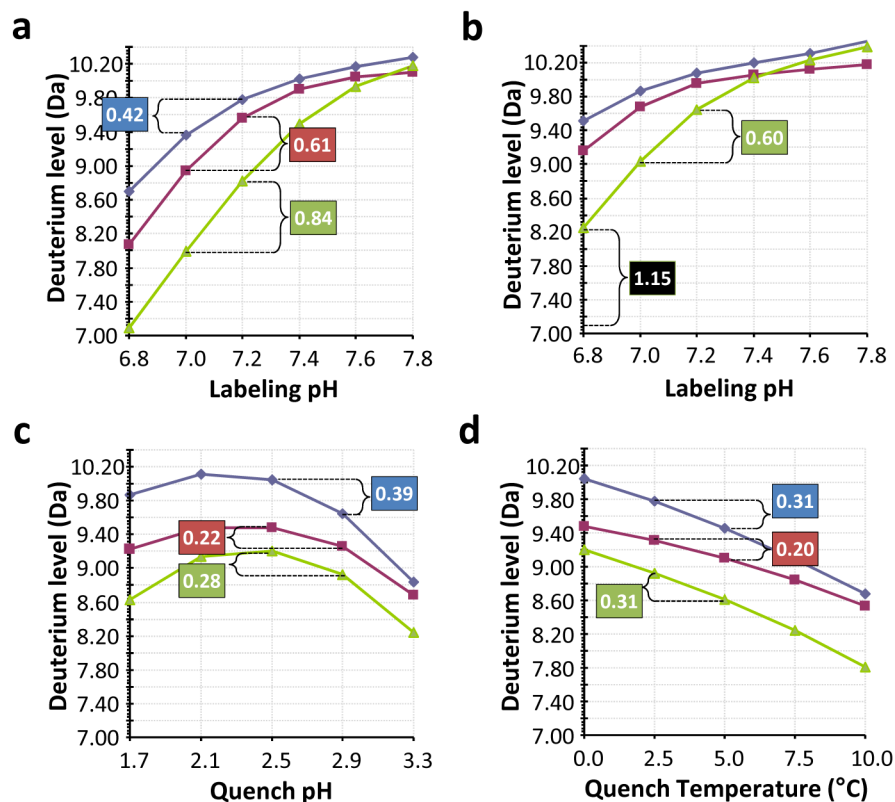 a
Deuterium level (Da)
10.20
9.80
9.40
9.00
8.60
8.20
7.80
7.40
7.00
0.42
0.61
0.84
6.8 7.0 7.2 7.4 7.6 7.8
Labeling pH
b
Deuterium level (Da)
10.20
9.80
9.40
9.00
8.60
8.20
7.80
7.40
7.00
0.60
1.15
6.8 7.0 7.2 7.4 7.6 7.8
Labeling pH
c
Deuterium level (Da)
10.20
9.80
9.40
9.00
8.60
8.20
7.80
7.40
7.00
0.39
0.22
0.28
1.7 2.1 2.5 2.9 3.3
Quench pH
d
Deuterium level (Da)
10.20
9.80
9.40
9.00
8.60
8.20
7.80
7.40
7.00
0.31
0.20
0.31
0.0 2.5 5.0 7.5 10.0
Quench Temperature (°C)